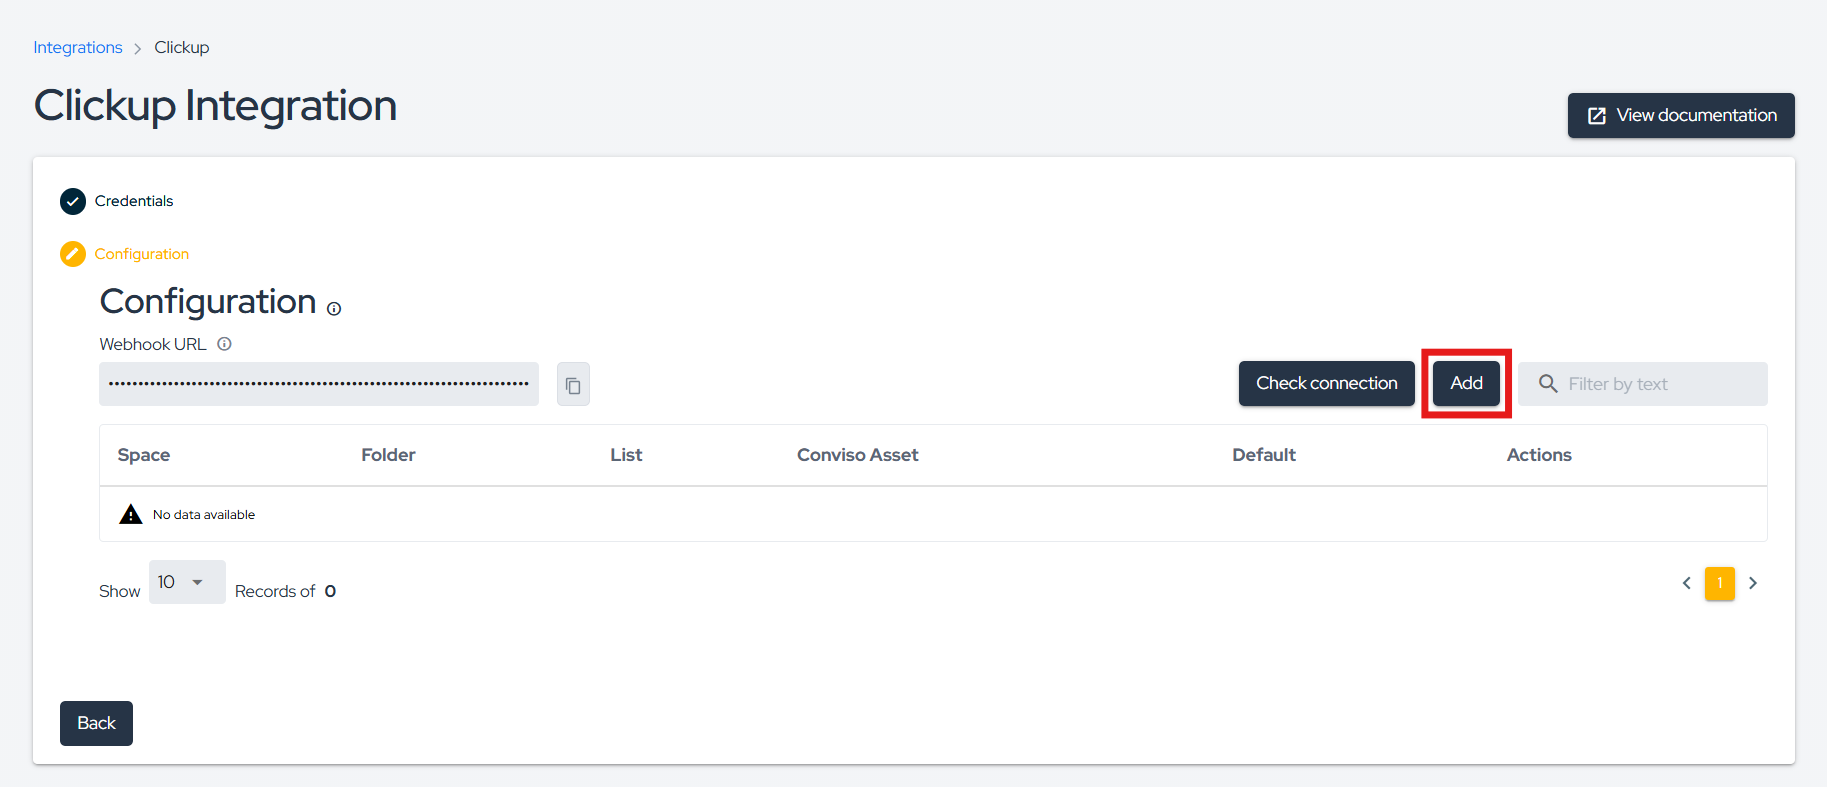 Integrations > Clickup
Clickup Integration
View documentation
Credentials
Configuration
Configuration
Webhook URL
••••••••••••••••••••••••••••••••••••••••••••••••••••••••••••••••••••••
Check connection Add Filter by text
Space Folder List Conviso Asset Default Actions
No data available
Show 10 Records of 0 1
Back